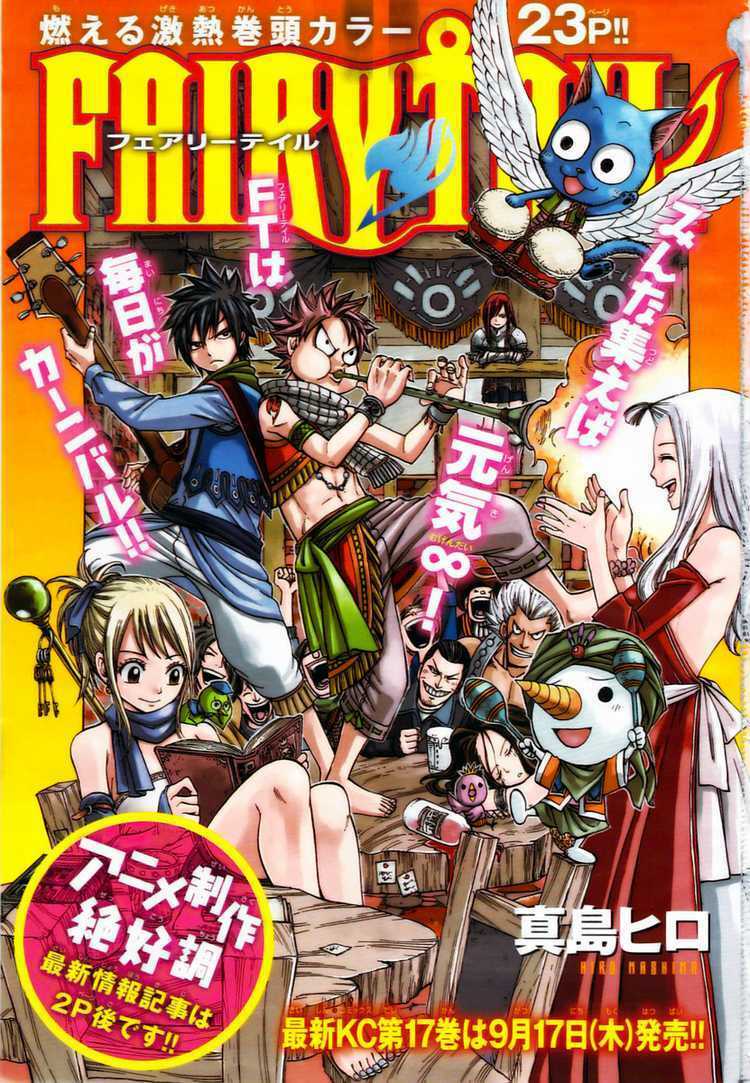 燃える激熱巻頭カラー 23P!!
FAIRY TAIL
フェアリーテイル
みんな集えば
元気∞!
FTは
毎日が
カーニバル!!
アニメ制作
絶好調
最新情報記事は
2P後です!!
真島ヒロ
HIRO MASHIMA
最新KC第17巻は9月17日(木)発売!!